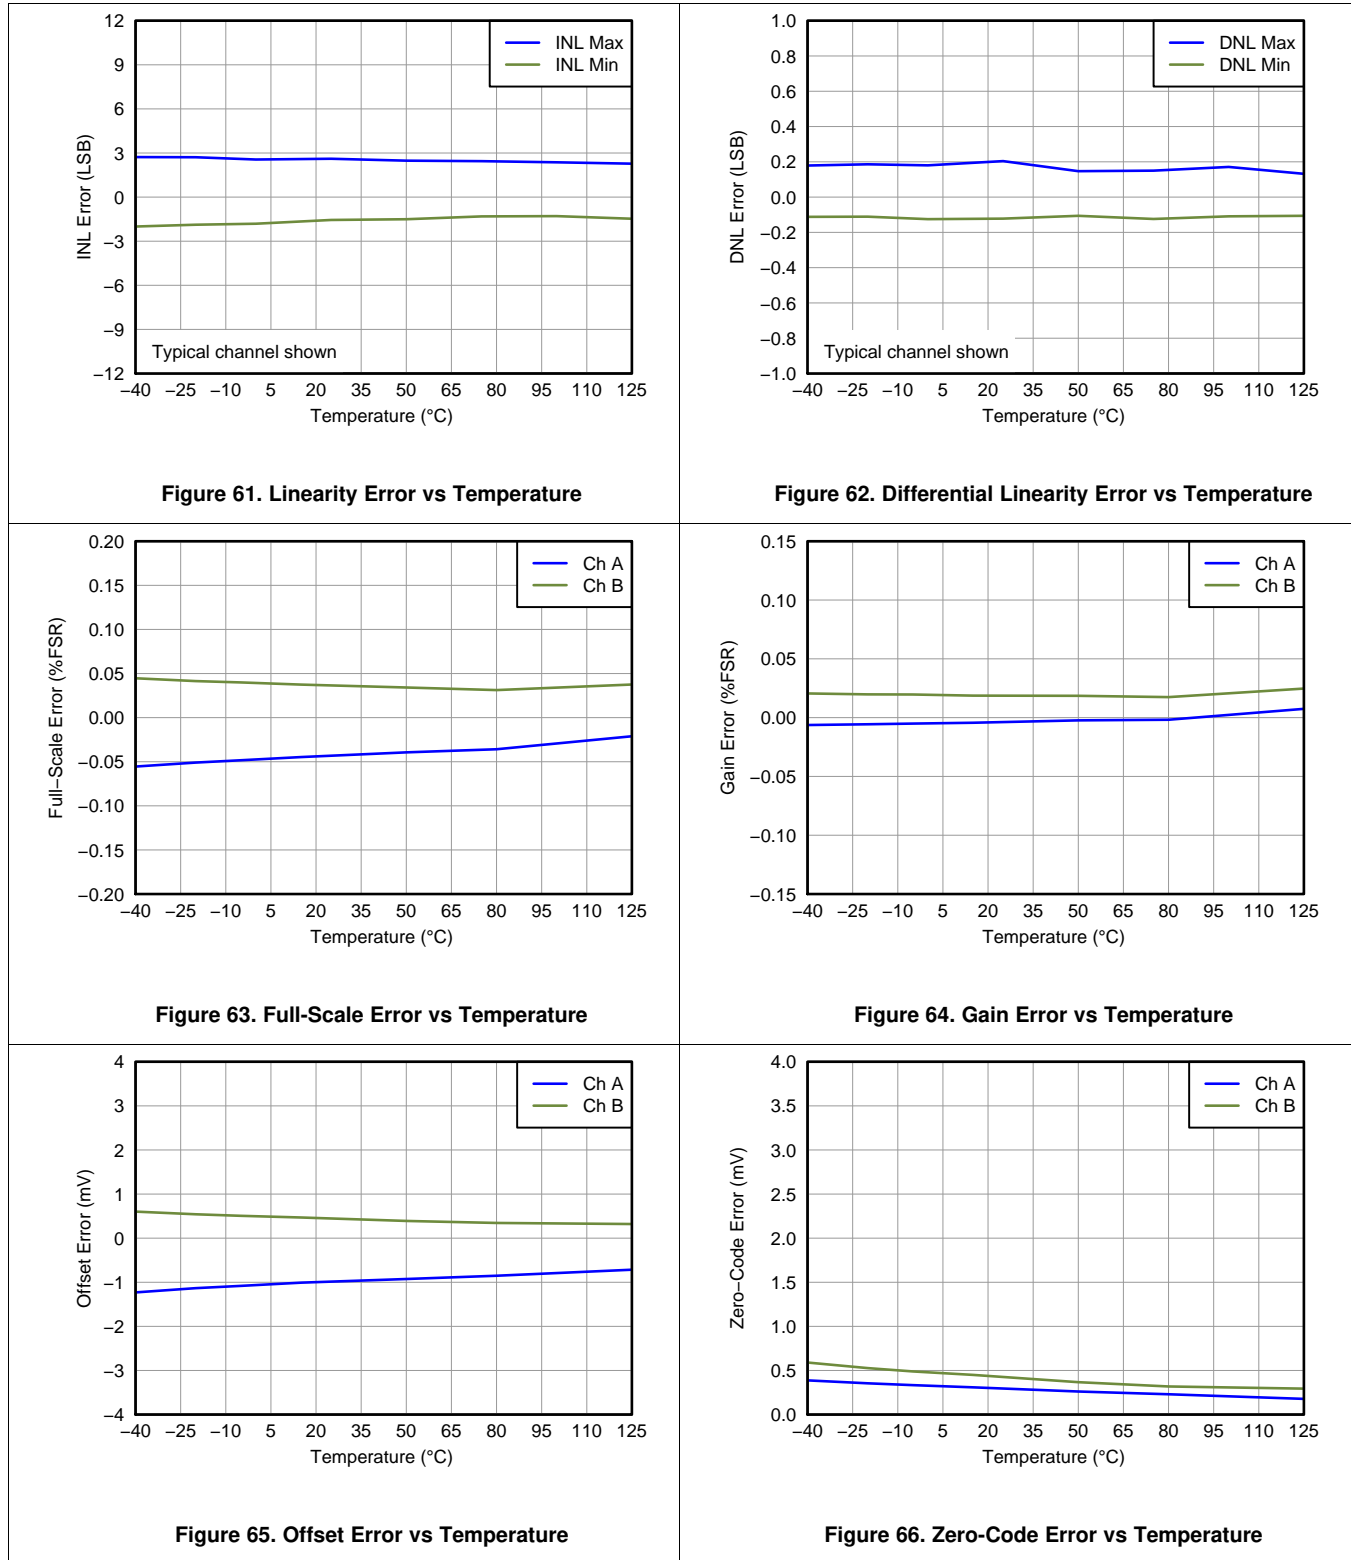 12
9
6
3
0
−3
−6
−9
−12
INL Error (LSB)
INL Max
INL Min
Typical channel shown
−40 −25 −10 5 20 35 50 65 80 95 110 125
Temperature (°C)
Figure 61. Linearity Error vs Temperature
1.0
0.8
0.6
0.4
0.2
0.0
−0.2
−0.4
−0.6
−0.8
−1.0
DNL Error (LSB)
DNL Max
DNL Min
Typical channel shown
−40 −25 −10 5 20 35 50 65 80 95 110 125
Temperature (°C)
Figure 62. Differential Linearity Error vs Temperature
0.20
0.15
0.10
0.05
0.00
−0.05
−0.10
−0.15
−0.20
Full−Scale Error (%FSR)
Ch A
Ch B
−40 −25 −10 5 20 35 50 65 80 95 110 125
Temperature (°C)
Figure 63. Full-Scale Error vs Temperature
0.15
0.10
0.05
0.00
−0.05
−0.10
−0.15
Gain Error (%FSR)
Ch A
Ch B
−40 −25 −10 5 20 35 50 65 80 95 110 125
Temperature (°C)
Figure 64. Gain Error vs Temperature
4
3
2
1
0
−1
−2
−3
−4
Offset Error (mV)
Ch A
Ch B
−40 −25 −10 5 20 35 50 65 80 95 110 125
Temperature (°C)
Figure 65. Offset Error vs Temperature
4.0
3.5
3.0
2.5
2.0
1.5
1.0
0.5
0.0
Zero−Code Error (mV)
Ch A
Ch B
−40 −25 −10 5 20 35 50 65 80 95 110 125
Temperature (°C)
Figure 66. Zero-Code Error vs Temperature